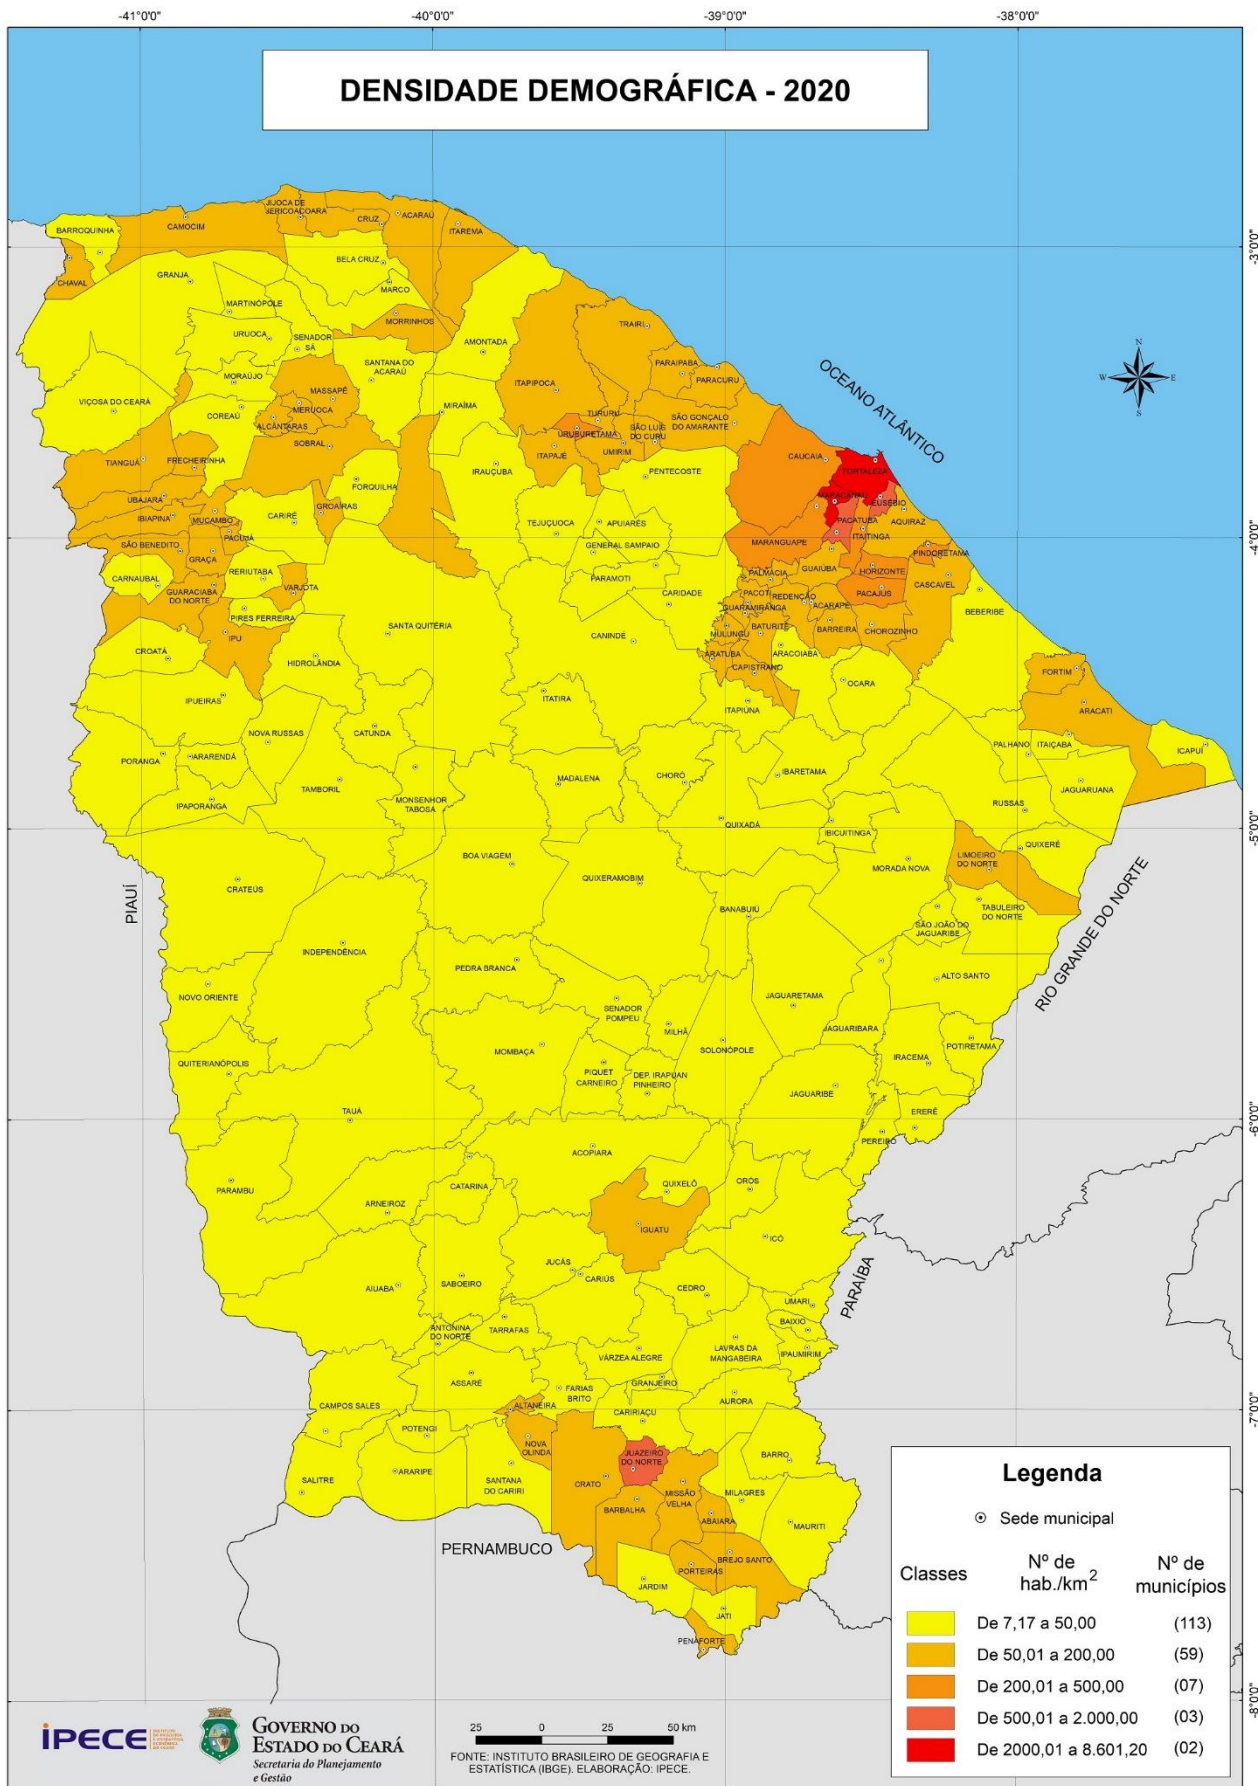 -41°0'0"
-40°0'0"
-39°0'0"
-38°0'0"
DENSIDADE DEMOGRÁFICA - 2020
JIJOCA DE
JERICOACOARA
CRUZ
ACARAÚ
ITAREMA
CAMOCIM
BARROQUINHA
CHAVAL
BELA CRUZ
-3°0'0"
GRANJA
MARCO
MARTINÓPOLE
MORRINHOS
TRAIRI
URUOCA
SENADOR
SÁ
AMONTADA
N
W
E
S
SANTANA DO
ACARAÚ
PARAIPABA
PARACURU
OCEANO ATLÂNTICO
MORAÚJO
MASSAPÊ
ITAPIPOCA
VIÇOSA DO CEARÁ
MERUOCA
MIRAÍMA
COREAÚ
ALCÂNTARAS
TURURU
SÃO GONÇALO
DO AMARANTE
URUBURETAMA
SÃO LUIS
DO CURU
SOBRAL
UMIRIM
ITAPAJÉ
CAUCAIA
TIANGUÁ
FRECHEIRINHA
IRAUÇUBA
PENTECOSTE
FORTALEZA
FORQUILHA
UBAJARA
GROAÍRAS
MARACANAÚ
EUSÉBIO
IBIAPINA
MUCAMBO
CARIRÉ
TEJUÇUOCA
APUIARÉS
PACATUBA
AQUIRAZ
PACUJÁ
ITAITINGA
SÃO BENEDITO
GENERAL SAMPAIO
MARANGUAPE
-4°0'0"
GRAÇA
PINDORETAMA
CARNAUBAL
RERIUTABA
PARAMOTI
PALMÁCIA
GUAIÚBA
HORIZONTE
CASCAVEL
GUARACIABA
DO NORTE
VARJOTA
CARIDADE
PACOTI
REDENÇÃO
PACAJÚS
BEBERIBE
PIRES FERREIRA
GUARAMIRANGA
ACARAPE
SANTA QUITÉRIA
MULUNGU
BATURITÉ
BARREIRA
CHOROZINHO
IPU
CANINDÉ
CROATÁ
HIDROLÂNDIA
ARATUBA
ARACOIABA
CAPISTRANO
OCARA
FORTIM
IPUEIRAS
ITATIRA
ITAPIÚNA
ARACATI
NOVA RUSSAS
CATUNDA
PALHANO
ITAIÇABA
ICAPUÍ
PORANGA
ARARENDÁ
MADALENA
CHORÓ
IBARETAMA
TAMBORIL
JAGUARUANA
IPAPORANGA
MONSENHOR
TABOSA
RUSSAS
QUIXADÁ
IBICUITINGA
-5°0'0"
QUIXERÉ
BOA VIAGEM
LIMOEIRO
DO NORTE
MORADA NOVA
PIAUÍ
CRATEÚS
QUIXERAMOBIM
RIO GRANDE DO NORTE
BANABUIÚ
TABULEIRO
DO NORTE
SÃO JOÃO DO
JAGUARIBE
INDEPENDÊNCIA
PEDRA BRANCA
ALTO SANTO
NOVO ORIENTE
JAGUARETAMA
SENADOR
POMPEU
MILHÃ
JAGUARIBARA
MOMBAÇA
SOLONÓPOLE
POTIRETAMA
QUITERIANÓPOLIS
IRACEMA
PIQUET
CARNEIRO
DEP. IRAPUAN
PINHEIRO
JAGUARIBE
TAUÁ
ERERÊ
-6°0'0"
PEREIRO
ACOPIARA
PARAMBU
CATARINA
QUIXELÔ
ORÓS
ARNEIROZ
IGUATU
ICÓ
PARAÍBA
JUCÁS
CARIÚS
CEDRO
AIUABA
SABOEIRO
UMARI
ANTONINA
DO NORTE
TARRAFAS
BAIXIO
VÁRZEA ALEGRE
LAVRAS DA
MANGABEIRA
IPAUMIRIM
ASSARÉ
GRANJEIRO
FARIAS
BRITO
AURORA
CAMPOS SALES
ALTANEIRA
-7°0'0"
CARIRIAÇU
POTENGI
NOVA
OLINDA
JUAZEIRO
DO NORTE
BARRO
SALITRE
ARARIPE
SANTANA
DO CARIRI
CRATO
MISSÃO
VELHA
MILAGRES
BARBALHA
ABAIARA
MAURITI
PERNAMBUCO
BREJO SANTO
PORTEIRAS
JARDIM
JATI
PENAFORTE
-8°0'0"
Legenda
Sede municipal
Classes
Nº de
hab./km²
Nº de
municípios
De 7,17 a 50,00 (113)
De 50,01 a 200,00 (59)
De 200,01 a 500,00 (07)
De 500,01 a 2.000,00 (03)
De 2000,01 a 8.601,20 (02)
IPECE
GOVERNO DO
ESTADO DO CEARÁ
Secretaria do Planejamento
e Gestão
25 0 25 50 km
FONTE: INSTITUTO BRASILEIRO DE GEOGRAFIA E
ESTATÍSTICA (IBGE). ELABORAÇÃO: IPECE.